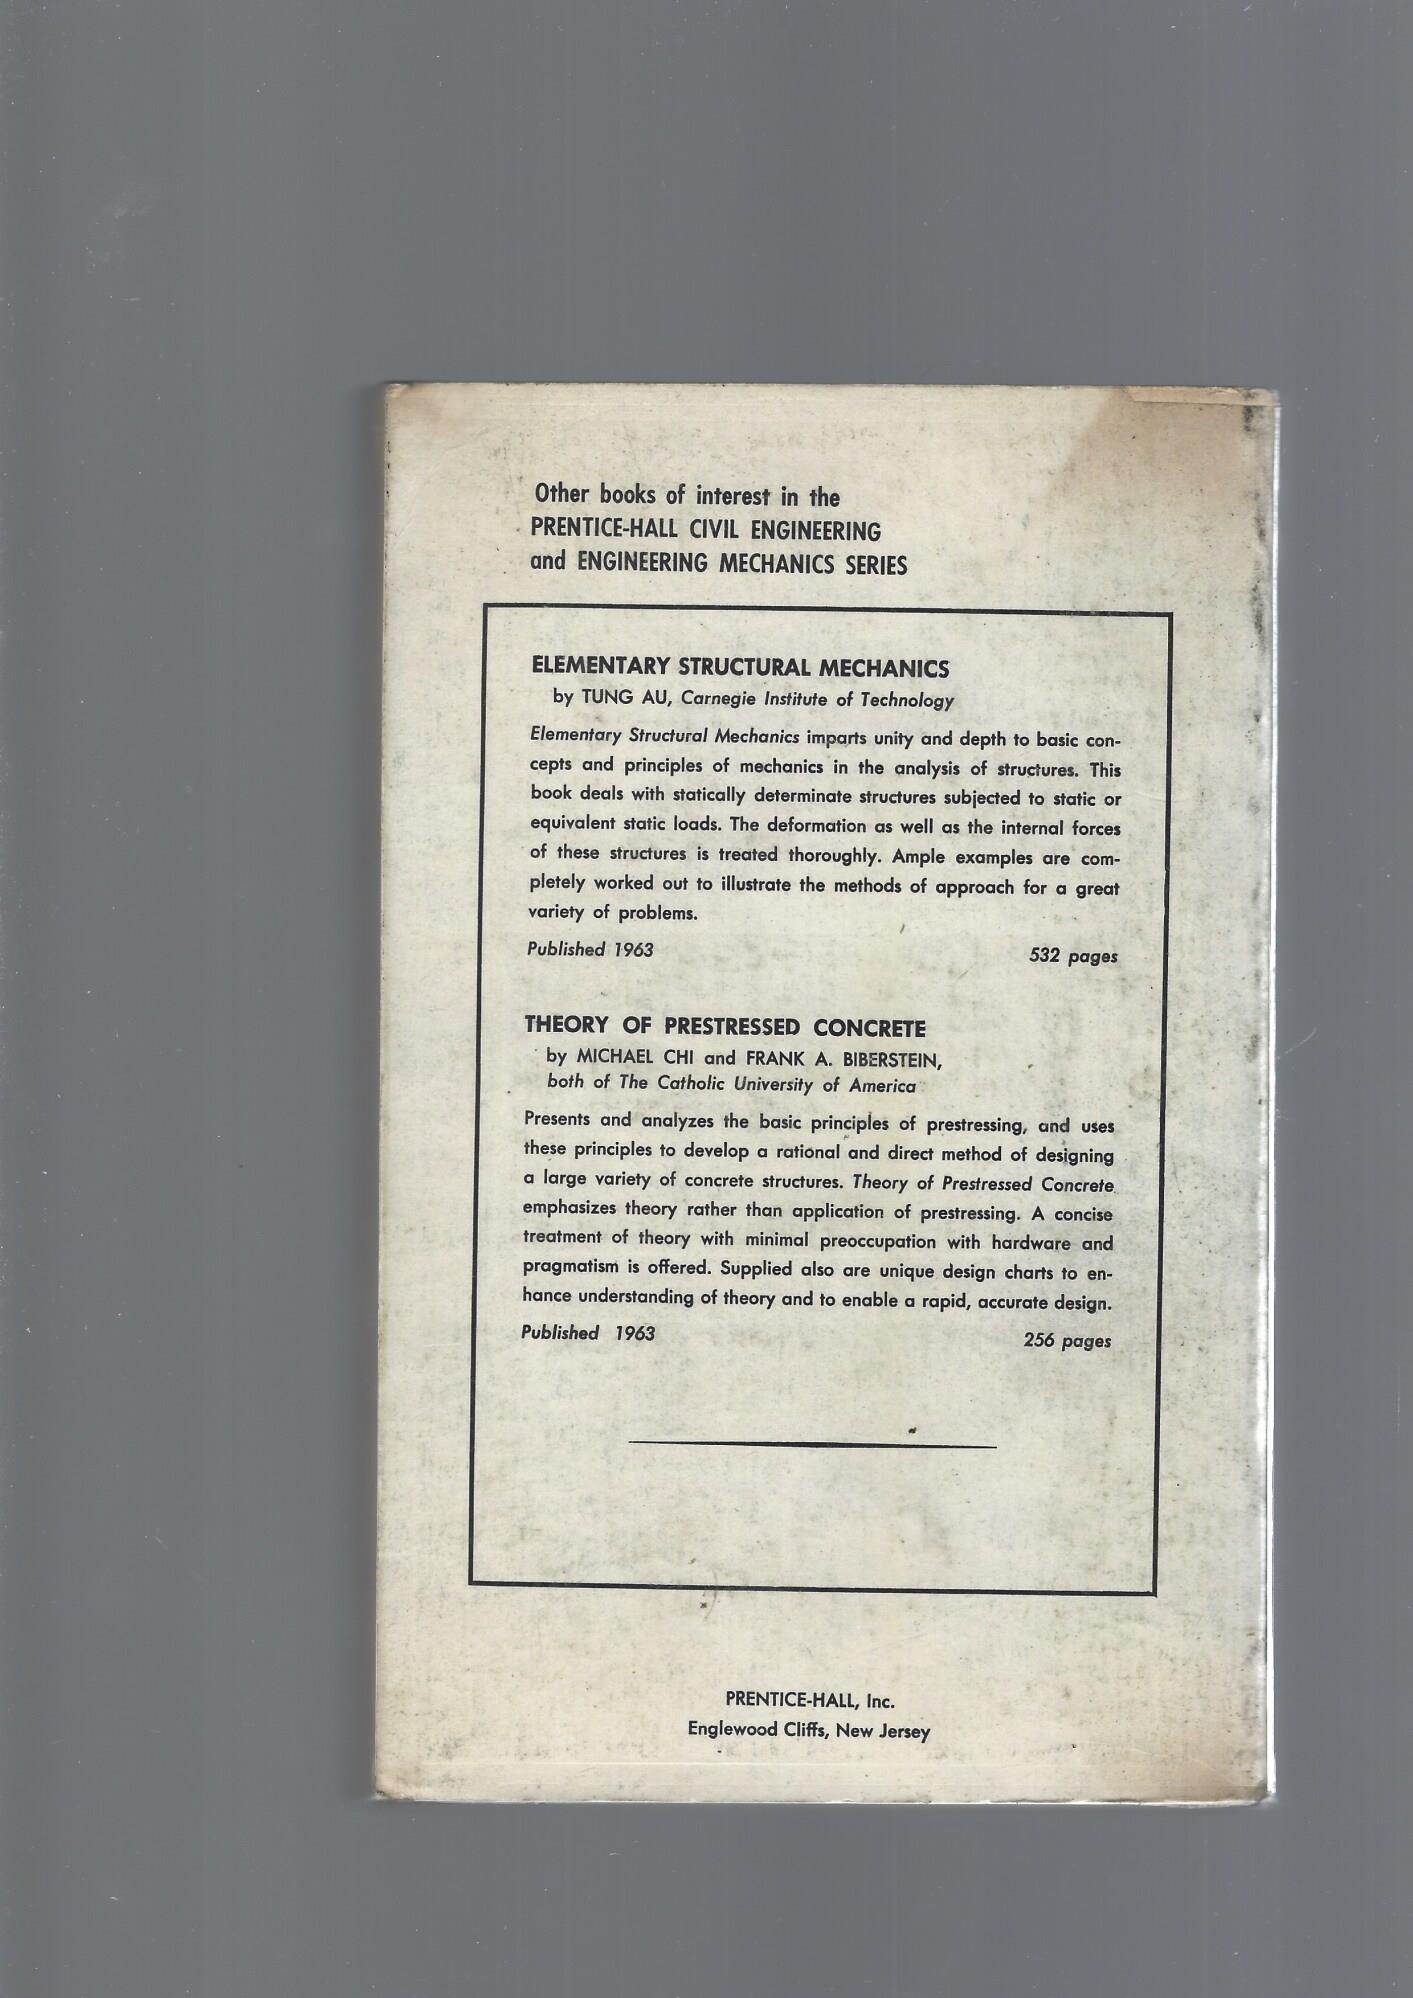 Other books of interest in the
PRENTICE-HALL CIVIL ENGINEERING
and ENGINEERING MECHANICS SERIES
ELEMENTARY STRUCTURAL MECHANICS
by TUNG AU, Carnegie Institute of Technology
Elementary Structural Mechanics imparts unity and depth to basic con-
cepts and principles of mechanics in the analysis of structures. This
book deals with statically determinate structures subjected to static or
equivalent static loads. The deformation as well as the internal forces
of these structures is treated thoroughly. Ample examples are com-
pletely worked out to illustrate the methods of approach for a great
variety of problems.
Published 1963 532 pages
THEORY OF PRESTRESSED CONCRETE
by MICHAEL CHI and FRANK A. BIBERSTEIN,
both of The Catholic University of America
Presents and analyzes the basic principles of prestressing, and uses
these principles to develop a rational and direct method of designing
a large variety of concrete structures. Theory of Prestressed Concrete
emphasizes theory rather than application of prestressing. A concise
treatment of theory with minimal preoccupation with hardware and
pragmatism is offered. Supplied also are unique design charts to en-
hance understanding of theory and to enable a rapid, accurate design.
Published 1963 256 pages
PRENTICE-HALL, Inc.
Englewood Cliffs, New Jersey